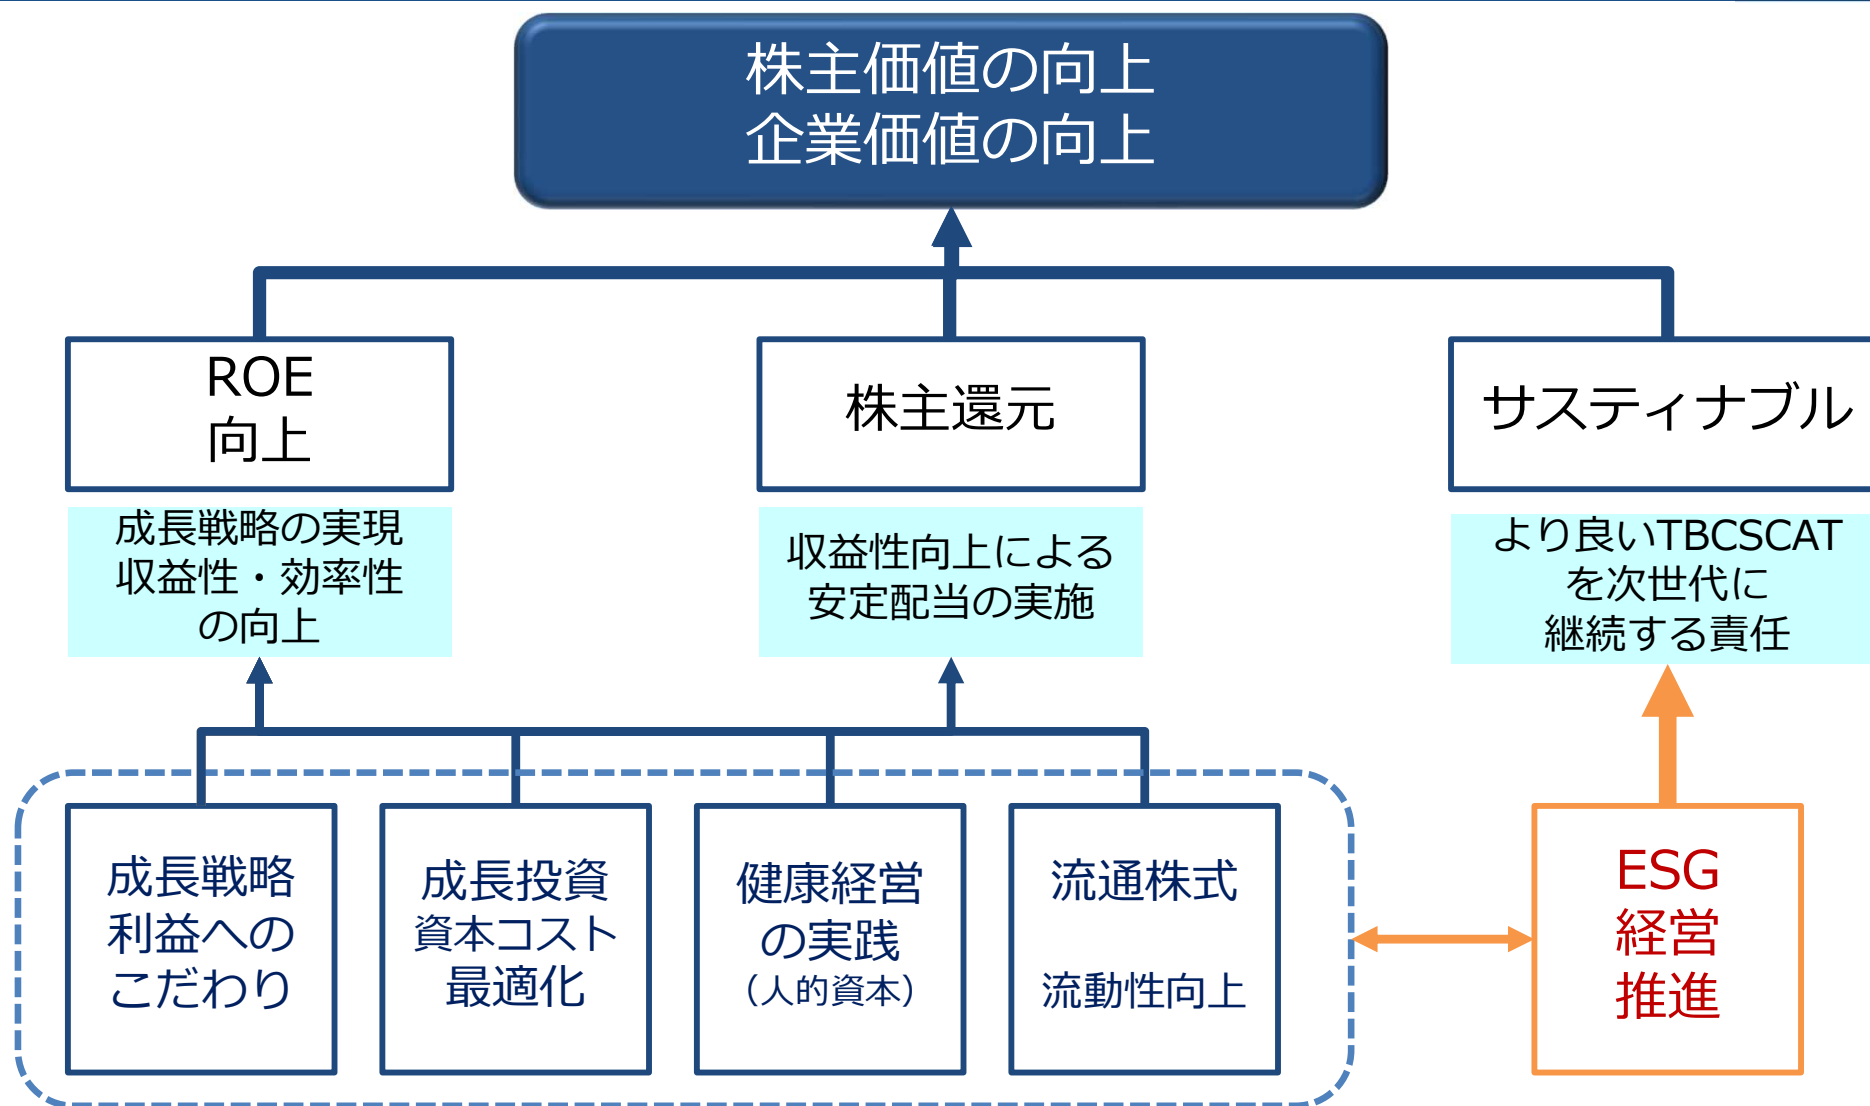 株主価値の向上
企業価値の向上
ROE
向上
株主還元
サスティナブル
成長戦略の実現
収益性・効率性
の向上
収益性向上による
安定配当の実施
より良いTBCSCAT
を次世代に
継続する責任
成長戦略
利益への
こだわり
成長投資
資本コスト
最適化
健康経営
の実践
（人的資本）
流通株式
流動性向上
ESG
経営
推進